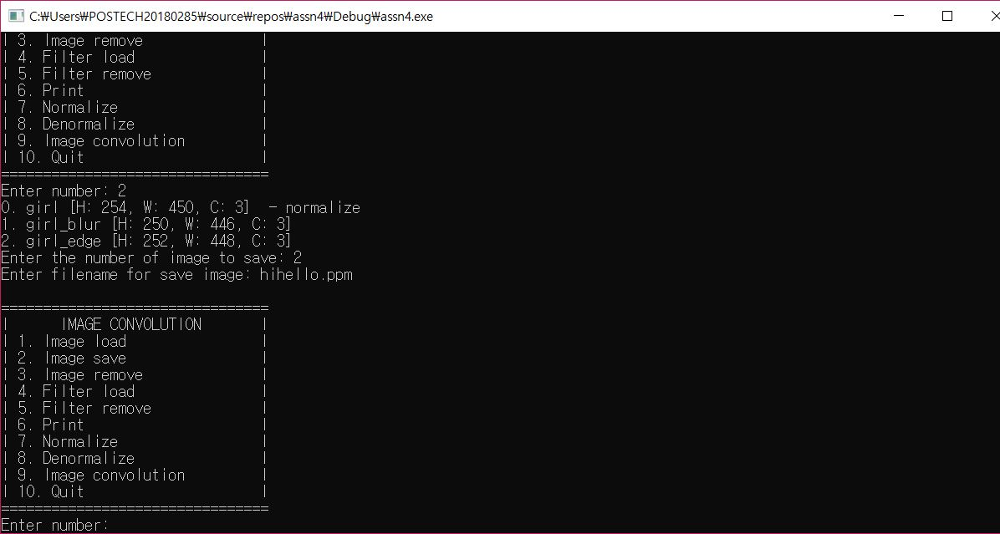 C:₩Users₩POSTECH20180285₩source₩repos₩assn4₩Debug₩assn4.exe
| 3. Image remove |
| 4. Filter load |
| 5. Filter remove |
| 6. Print |
| 7. Normalize |
| 8. Denormalize |
| 9. Image convolution |
| 10. Quit |
================================
Enter number: 2
0. girl [H: 254, W: 450, C: 3]  - normalize
1. girl_blur [H: 250, W: 446, C: 3]
2. girl_edge [H: 252, W: 448, C: 3]
Enter the number of image to save: 2
Enter filename for save image: hihello.ppm
================================
| IMAGE CONVOLUTION |
| 1. Image load |
| 2. Image save |
| 3. Image remove |
| 4. Filter load |
| 5. Filter remove |
| 6. Print |
| 7. Normalize |
| 8. Denormalize |
| 9. Image convolution |
| 10. Quit |
================================
Enter number: